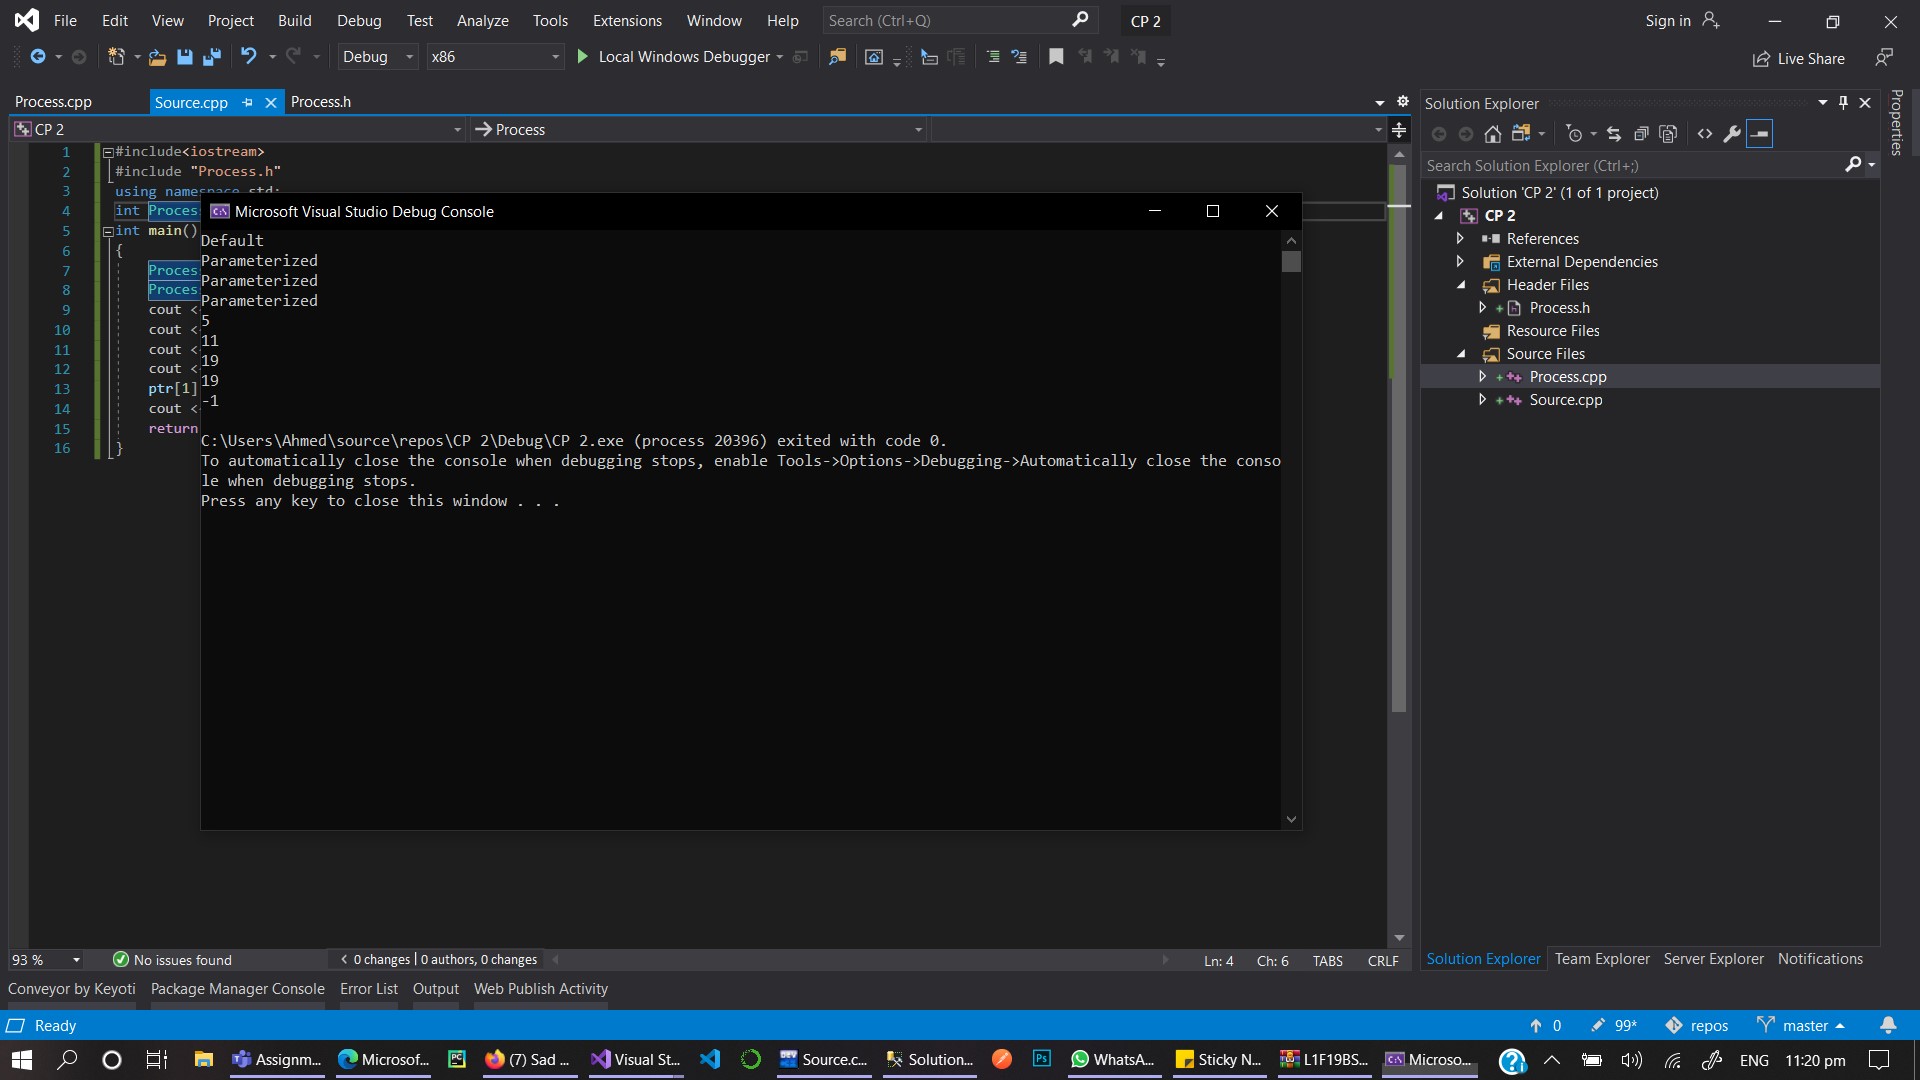 File Edit View Project Build Debug Test Analyze Tools Extensions Window Help Search (Ctrl+Q) CP 2 Sign in
Debug x86 Local Windows Debugger Live Share
Process.cpp Source.cpp Process.h
CP 2 Process
1 #include<iostream>
2 #include "Process.h"
3 using namespace std;
4 int Proces
5 int main()
6 {
7 Proces
8 Proces
9 cout <
10 cout <
11 cout <
12 cout <
13 ptr[1]
14 cout <
15 return
16 }
Microsoft Visual Studio Debug Console
Default
Parameterized
Parameterized
Parameterized
5
11
19
19
-1
C:\Users\Ahmed\source\repos\CP 2\Debug\CP 2.exe (process 20396) exited with code 0.
To automatically close the console when debugging stops, enable Tools->Options->Debugging->Automatically close the conso
le when debugging stops.
Press any key to close this window . . .
Solution Explorer
Search Solution Explorer (Ctrl+;)
Solution 'CP 2' (1 of 1 project)
CP 2
References
External Dependencies
Header Files
Process.h
Resource Files
Source Files
Process.cpp
Source.cpp
Properties
93 % No issues found 0 changes | 0 authors, 0 changes Ln: 4 Ch: 6 TABS CRLF
Solution Explorer Team Explorer Server Explorer Notifications
Conveyor by Keyoti Package Manager Console Error List Output Web Publish Activity
Ready 0 99* repos master
Assignm... Microsof... PC (7) Sad ... Visual St... DEV Source.c... Solution... Ps WhatsA... Sticky N... L1F19BS... Microso... ENG 11:20 pm